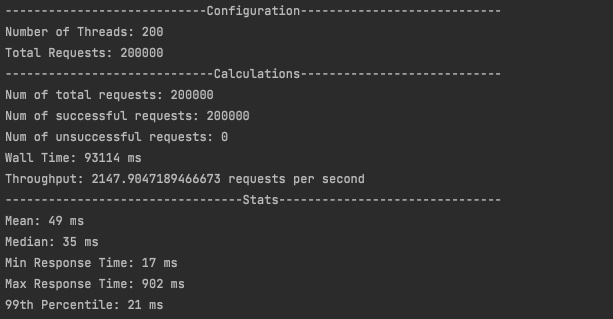 ----------------------------Configuration----------------------------
Number of Threads: 200
Total Requests: 200000
-----------------------------Calculations----------------------------
Num of total requests: 200000
Num of successful requests: 200000
Num of unsuccessful requests: 0
Wall Time: 93114 ms
Throughput: 2147.9047189466673 requests per second
---------------------------------Stats-------------------------------
Mean: 49 ms
Median: 35 ms
Min Response Time: 17 ms
Max Response Time: 902 ms
99th Percentile: 21 ms